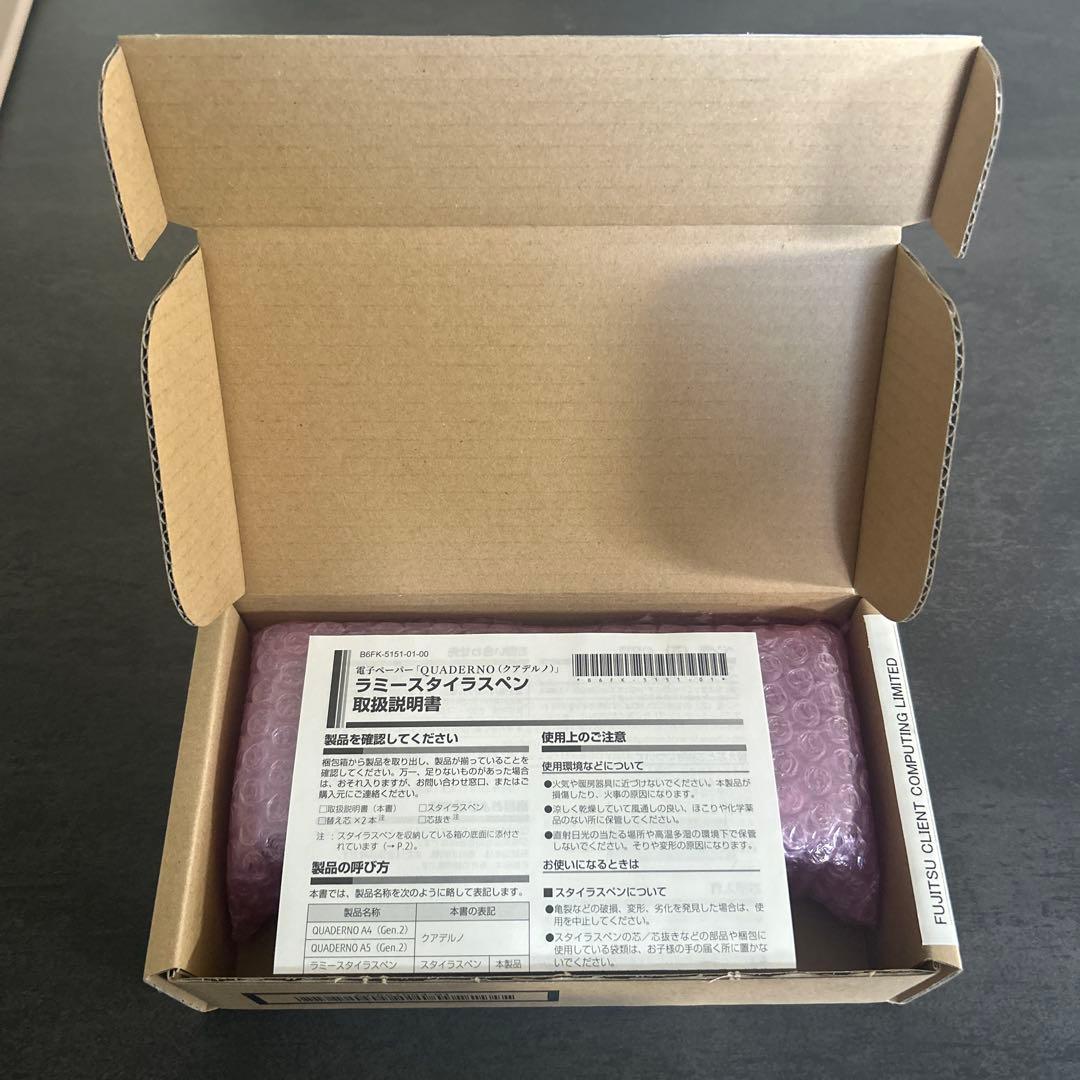 B6FK-5151-01-00
電子ペーパー「QUADERNO（クアデルノ）」
ラミースタイラスペン
取扱説明書
*B6FK-5151-01*
製品を確認してください
梱包箱から製品を取り出し、製品が揃っていることを
確認してください。万一、足りないものがあった場合
は、おそれ入りますが、お問い合わせ窓口、またはご
購入元にご連絡ください。
□取扱説明書（本書） □スタイラスペン
□替え芯×2本注 □芯抜き注
注：スタイラスペンを収納している箱の底面に添付さ
れています（→P.2）。
製品の呼び方
本書では、製品名称を次のように略して表記します。
製品名称 本書の表記
QUADERNO A4（Gen.2） クアデルノ
QUADERNO A5（Gen.2）
ラミースタイラスペン スタイラスペン 本製品
使用上のご注意
使用環境などについて
●火気や暖房器具に近づけないでください。本製品が
損傷したり、火事の原因になります。
●涼しく乾燥していて風通しの良い、ほこりや化学薬
品のない所に保管してください。
●直射日光の当たる場所や高温多湿の環境下で保管
しないでください。そりや変形の原因になります。
お使いになるときは
■スタイラスペンについて
●亀裂などの破損、変形、劣化を発見した場合は、使
用を中止してください。
●スタイラスペンの芯／芯抜きなどの部品や梱包に
使用している袋類は、お子様の手の届く所に置かな
いでください。
FUJITSU CLIENT COMPUTING LIMITED